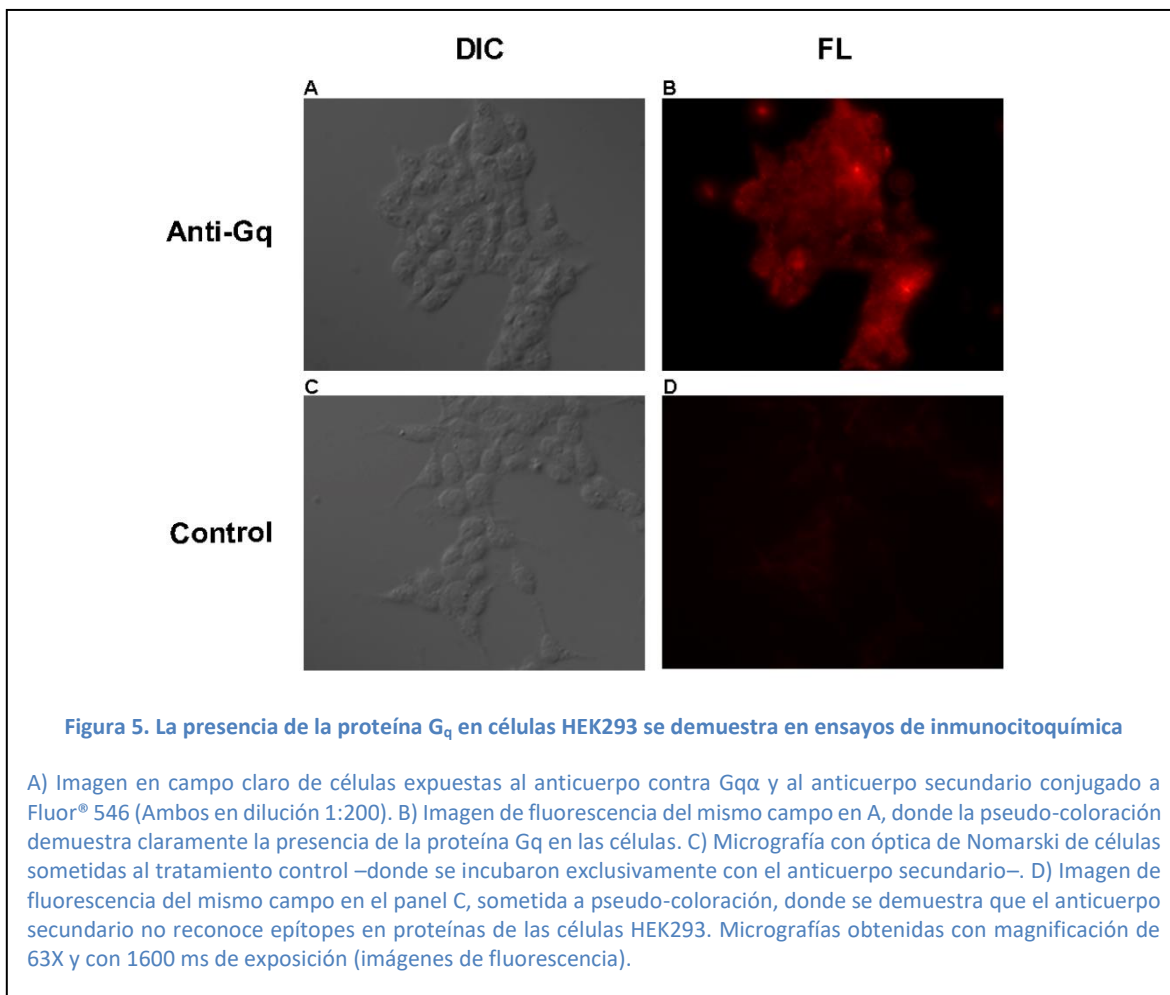 DIC FL
A B
Anti-Gq
C D
Control
Figura 5. La presencia de la proteína Gq en células HEK293 se demuestra en ensayos de inmunocitoquímica
A) Imagen en campo claro de células expuestas al anticuerpo contra Gqα y al anticuerpo secundario conjugado a
Fluor® 546 (Ambos en dilución 1:200). B) Imagen de fluorescencia del mismo campo en A, donde la pseudo-coloración
demuestra claramente la presencia de la proteína Gq en las células. C) Micrografía con óptica de Nomarski de células
sometidas al tratamiento control –donde se incubaron exclusivamente con el anticuerpo secundario–. D) Imagen de
fluorescencia del mismo campo en el panel C, sometida a pseudo-coloración, donde se demuestra que el anticuerpo
secundario no reconoce epítopes en proteínas de las células HEK293. Micrografías obtenidas con magnificación de
63X y con 1600 ms de exposición (imágenes de fluorescencia).